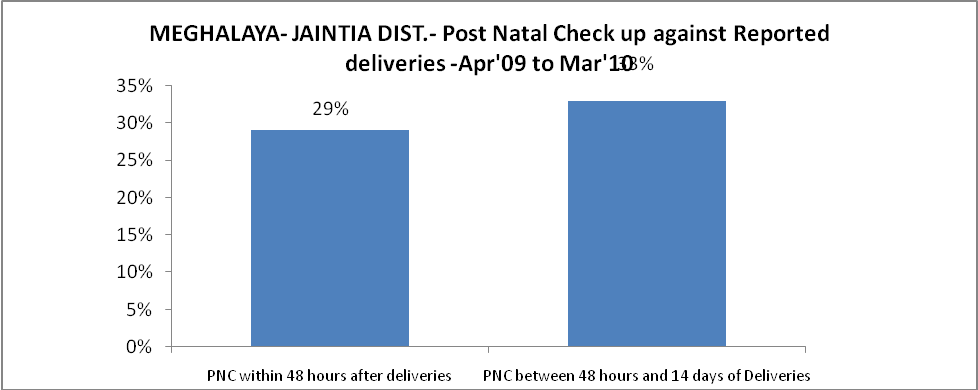 MEGHALAYA- JAINTIA DIST.- Post Natal Check up against Reported
deliveries -Apr'09 to Mar'10
33%
35%
29%
30%
25%
20%
15%
10%
5%
0%
PNC within 48 hours after deliveries
PNC between 48 hours and 14 days of Deliveries